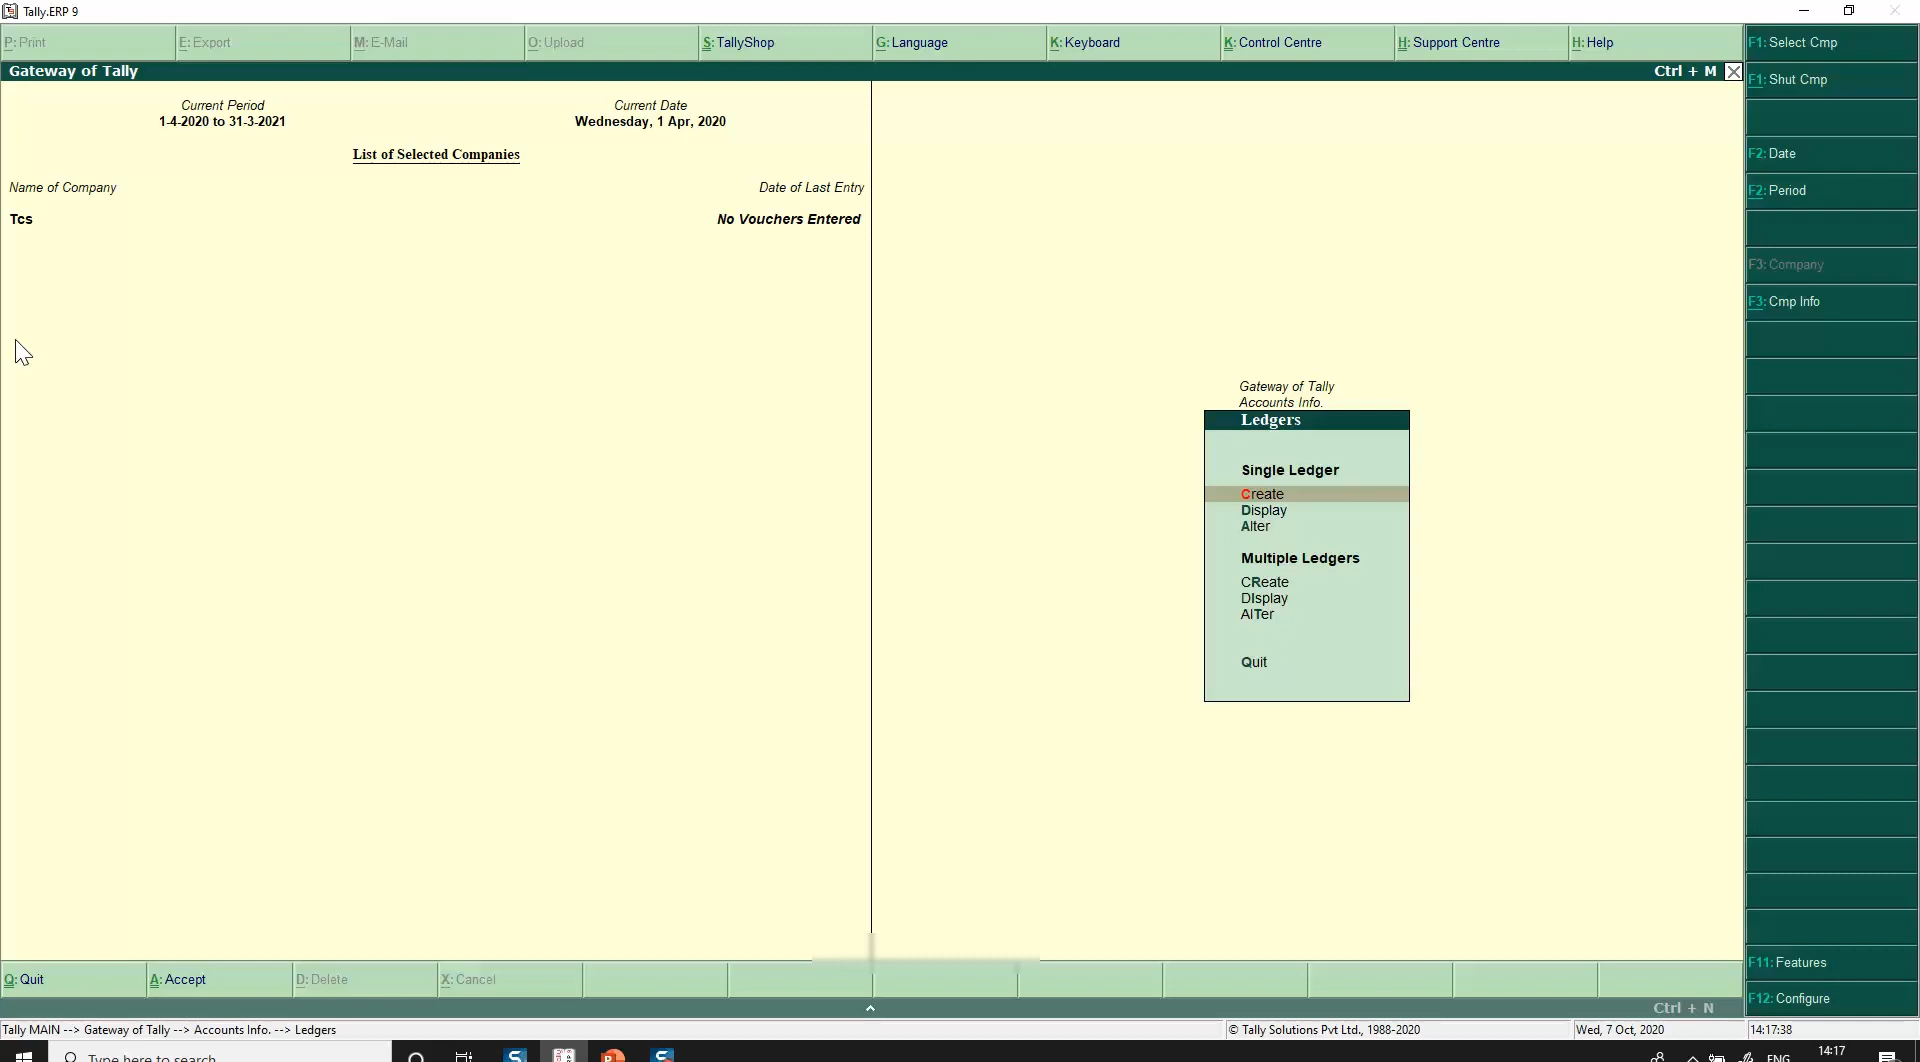 Tally.ERP 9
P: Print
E: Export
M: E-Mail
O: Upload
S: TallyShop
G: Language
K: Keyboard
K: Control Centre
H: Support Centre
H: Help
F1: Select Cmp
Gateway of Tally
Ctrl + M
F1: Shut Cmp
Current Period
1-4-2020 to 31-3-2021
Current Date
Wednesday, 1 Apr, 2020
List of Selected Companies
Name of Company
Date of Last Entry
Tcs
No Vouchers Entered
F2: Date
F2: Period
F3: Company
F3: Cmp Info
Gateway of Tally
Accounts Info.
Ledgers
Single Ledger
Create
Display
Alter
Multiple Ledgers
CReate
DIsplay
AlTer
Quit
F11: Features
F12: Configure
Q: Quit
A: Accept
D: Delete
X: Cancel
Ctrl + N
Tally MAIN --> Gateway of Tally --> Accounts Info. --> Ledgers
© Tally Solutions Pvt Ltd., 1988-2020
Wed, 7 Oct, 2020
14:17:38
Type here to search
ENG
14:17